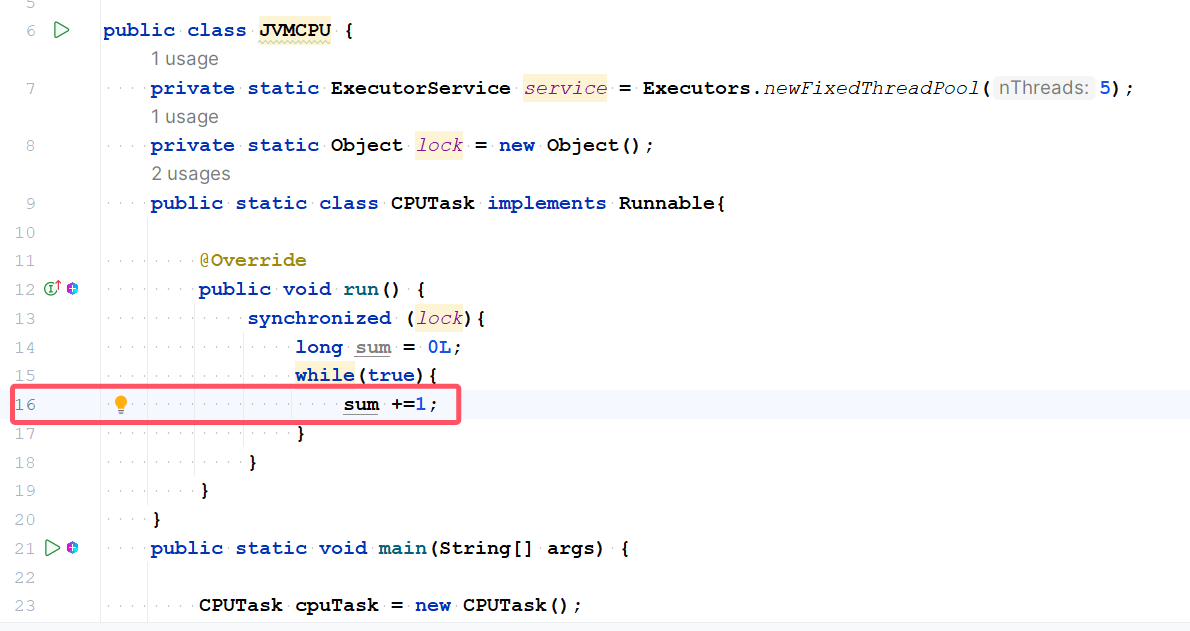 5
6 public class JVMCPU {
1 usage
7 private static ExecutorService service = Executors.newFixedThreadPool( nThreads: 5);
1 usage
8 private static Object lock = new Object();
2 usages
9 public static class CPUTask implements Runnable{
10
11 @Override
12 public void run() {
13 synchronized (lock){
14 long sum = 0L;
15 while(true){
16 sum +=1;
17 }
18 }
19 }
20 }
21 public static void main(String[] args) {
22
23 CPUTask cpuTask = new CPUTask();